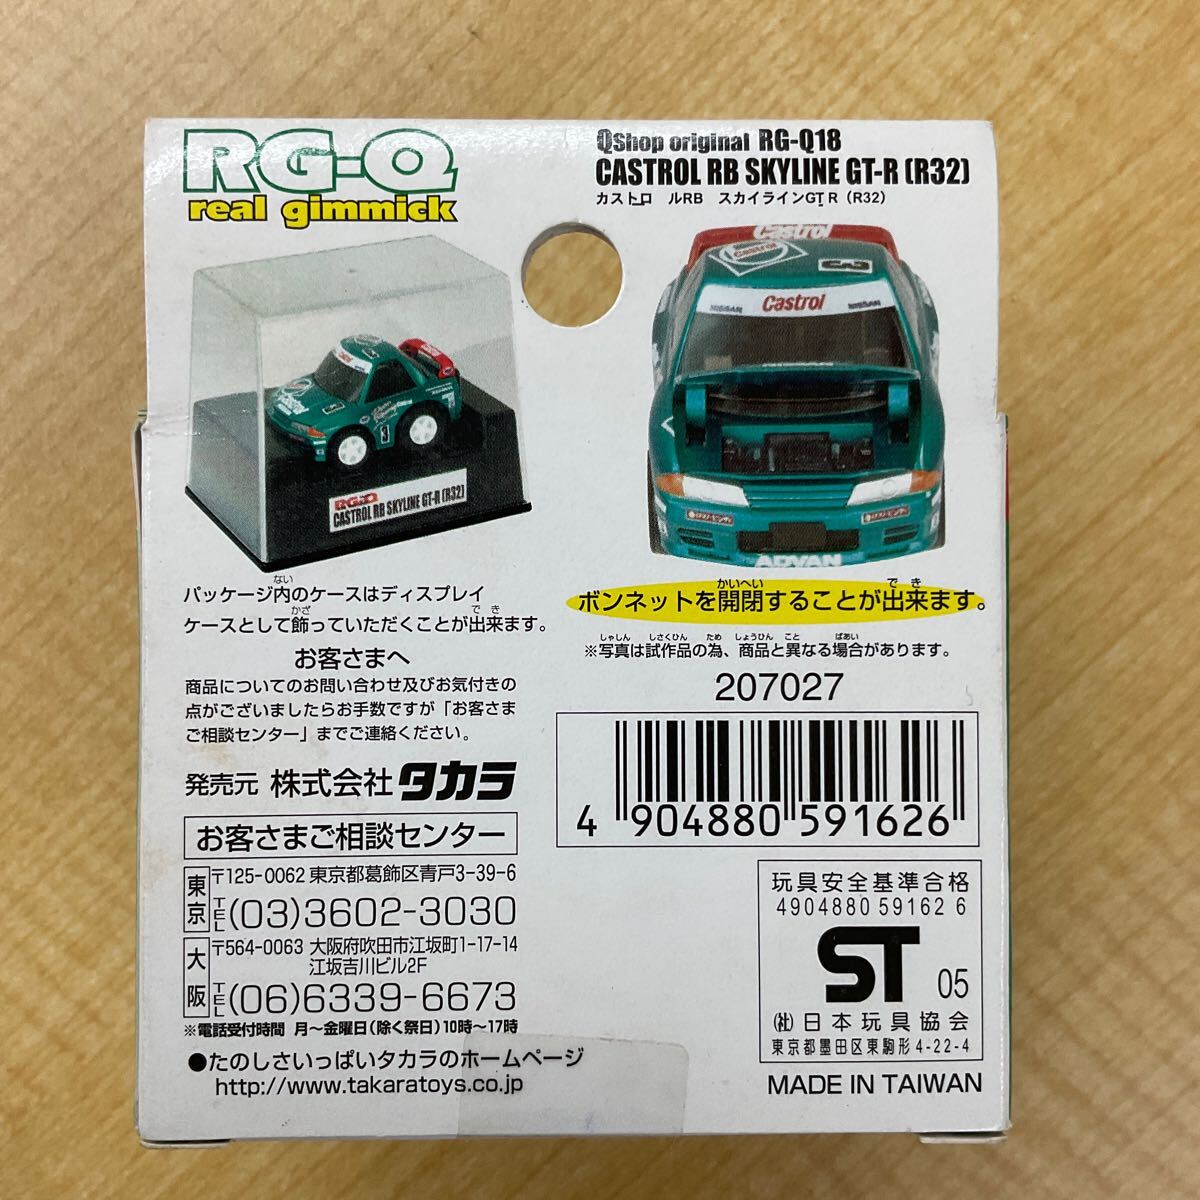 RG-Q
real gimmick
QShop original RG-Q18
CASTROL RB SKYLINE GT-R (R32)
カストロールRB スカイラインGT-R（R32）
Castrol
Castrol
3
NISSAN Castrol NISSAN
ADVAN
RG-Q
CASTROL RB SKYLINE GT-R (R32)
パッケージ内のケースはディスプレイ
ケースとして飾っていただくことが出来ます。
お客さまへ
商品についてのお問い合わせ及びお気付きの
点がございましたらお手数ですが「お客さま
ご相談センター」までご連絡ください。
発売元 株式会社タカラ
お客さまご相談センター
東京 〒125-0062 東京都葛飾区青戸3-39-6
TEL (03)3602-3030
大阪 〒564-0063 大阪府吹田市江坂町1-17-14
江坂吉川ビル2F
TEL (06)6339-6673
※電話受付時間 月～金曜日(除く祭日)10時～17時
●たのしさいっぱいタカラのホームページ
http://www.takaratoys.co.jp
ボンネットを開閉することが出来ます。
※写真は試作品の為、商品と異なる場合があります。
207027
4 904880 591626
玩具安全基準合格
4904880 59162 6
ST 05
(社)日本玩具協会
東京都墨田区東駒形 4-22-4
MADE IN TAIWAN